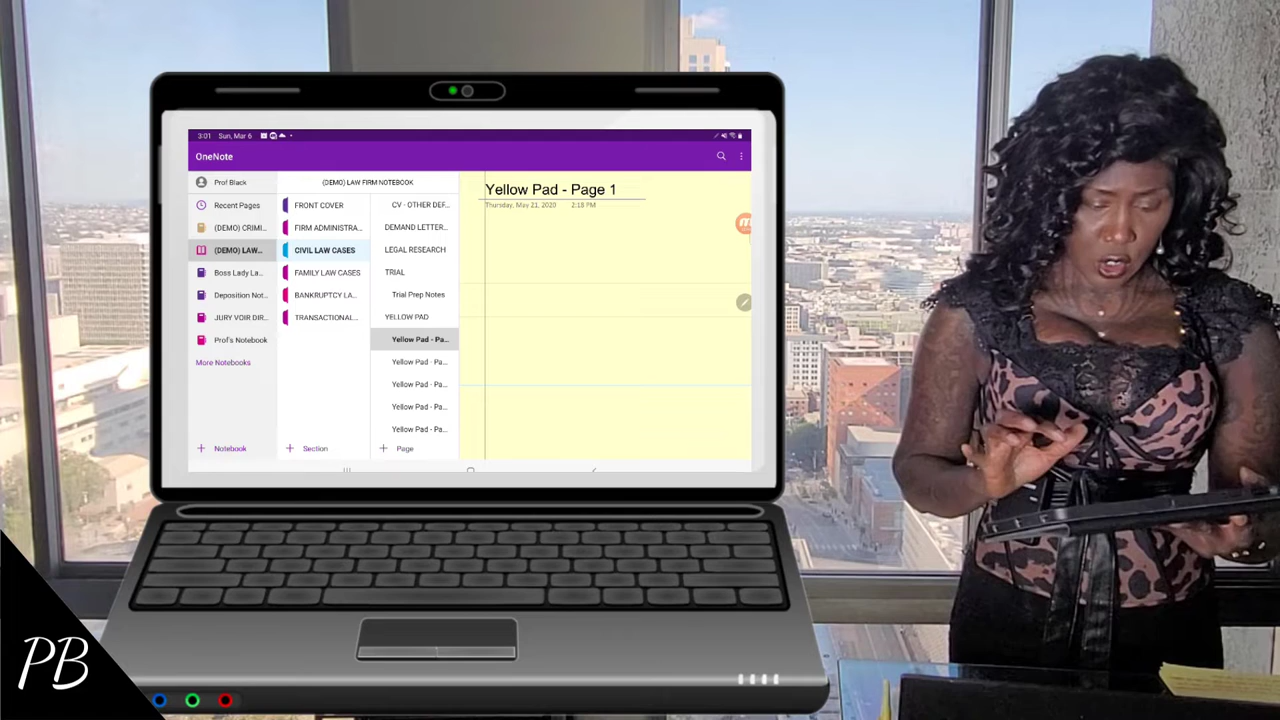 3:01 Sun, Mar 6
OneNote
Prof Black
Recent Pages
(DEMO) CRIMI...
(DEMO) LAW...
Boss Lady La...
Deposition Not...
JURY VOIR DIR...
Prof's Notebook
More Notebooks
+ Notebook
(DEMO) LAW FIRM NOTEBOOK
FRONT COVER
FIRM ADMINISTRA...
CIVIL LAW CASES
FAMILY LAW CASES
BANKRUPTCY LA...
TRANSACTIONAL...
+ Section
CV - OTHER DEF...
DEMAND LETTER...
LEGAL RESEARCH
TRIAL
Trial Prep Notes
YELLOW PAD
Yellow Pad - Pa...
Yellow Pad - Pa...
Yellow Pad - Pa...
Yellow Pad - Pa...
Yellow Pad - Pa...
+ Page
Yellow Pad - Page 1
Thursday, May 21, 2020 2:18 PM
PB